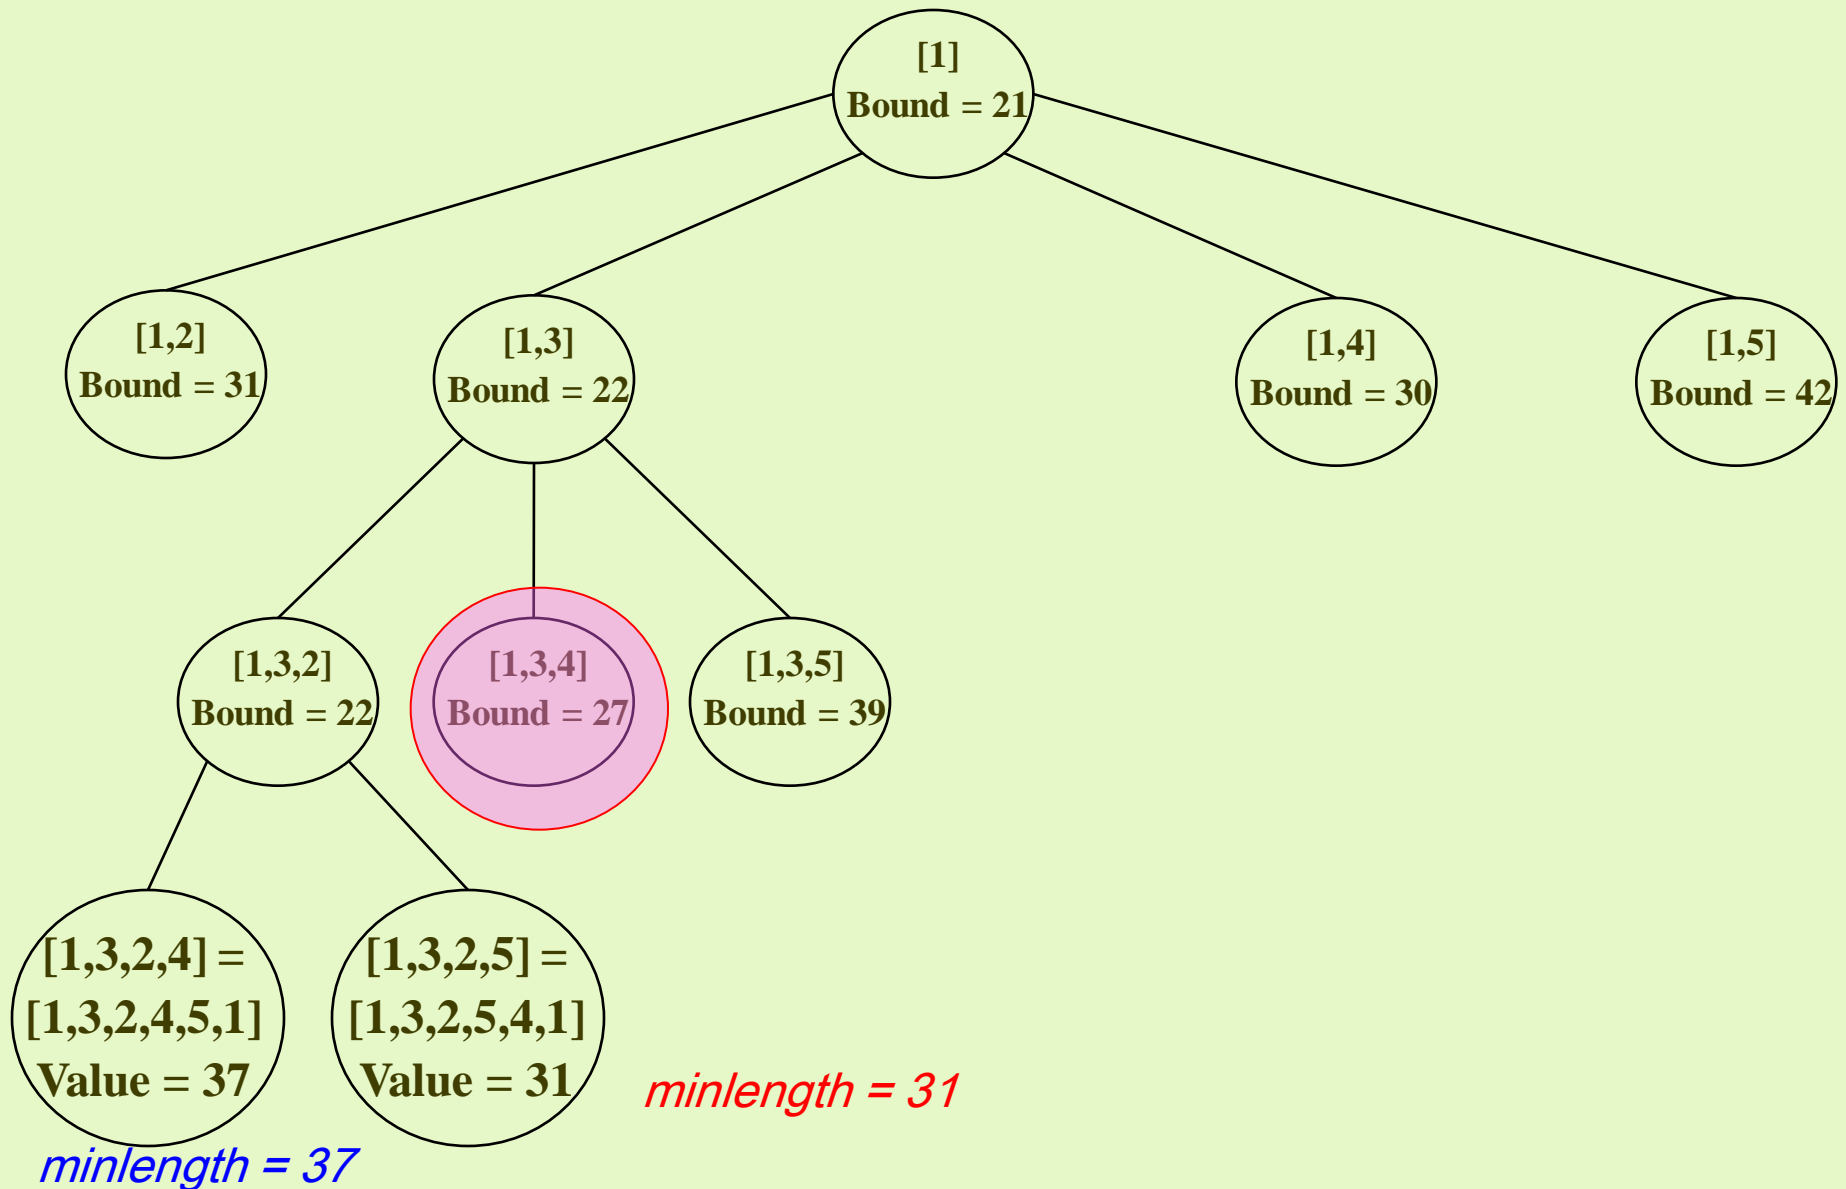 [1]
Bound = 21
[1,2]
Bound = 31
[1,3]
Bound = 22
[1,4]
Bound = 30
[1,5]
Bound = 42
[1,3,2]
Bound = 22
[1,3,4]
Bound = 27
[1,3,5]
Bound = 39
[1,3,2,4] =
[1,3,2,4,5,1]
Value = 37
[1,3,2,5] =
[1,3,2,5,4,1]
Value = 31
minlength = 31
minlength = 37